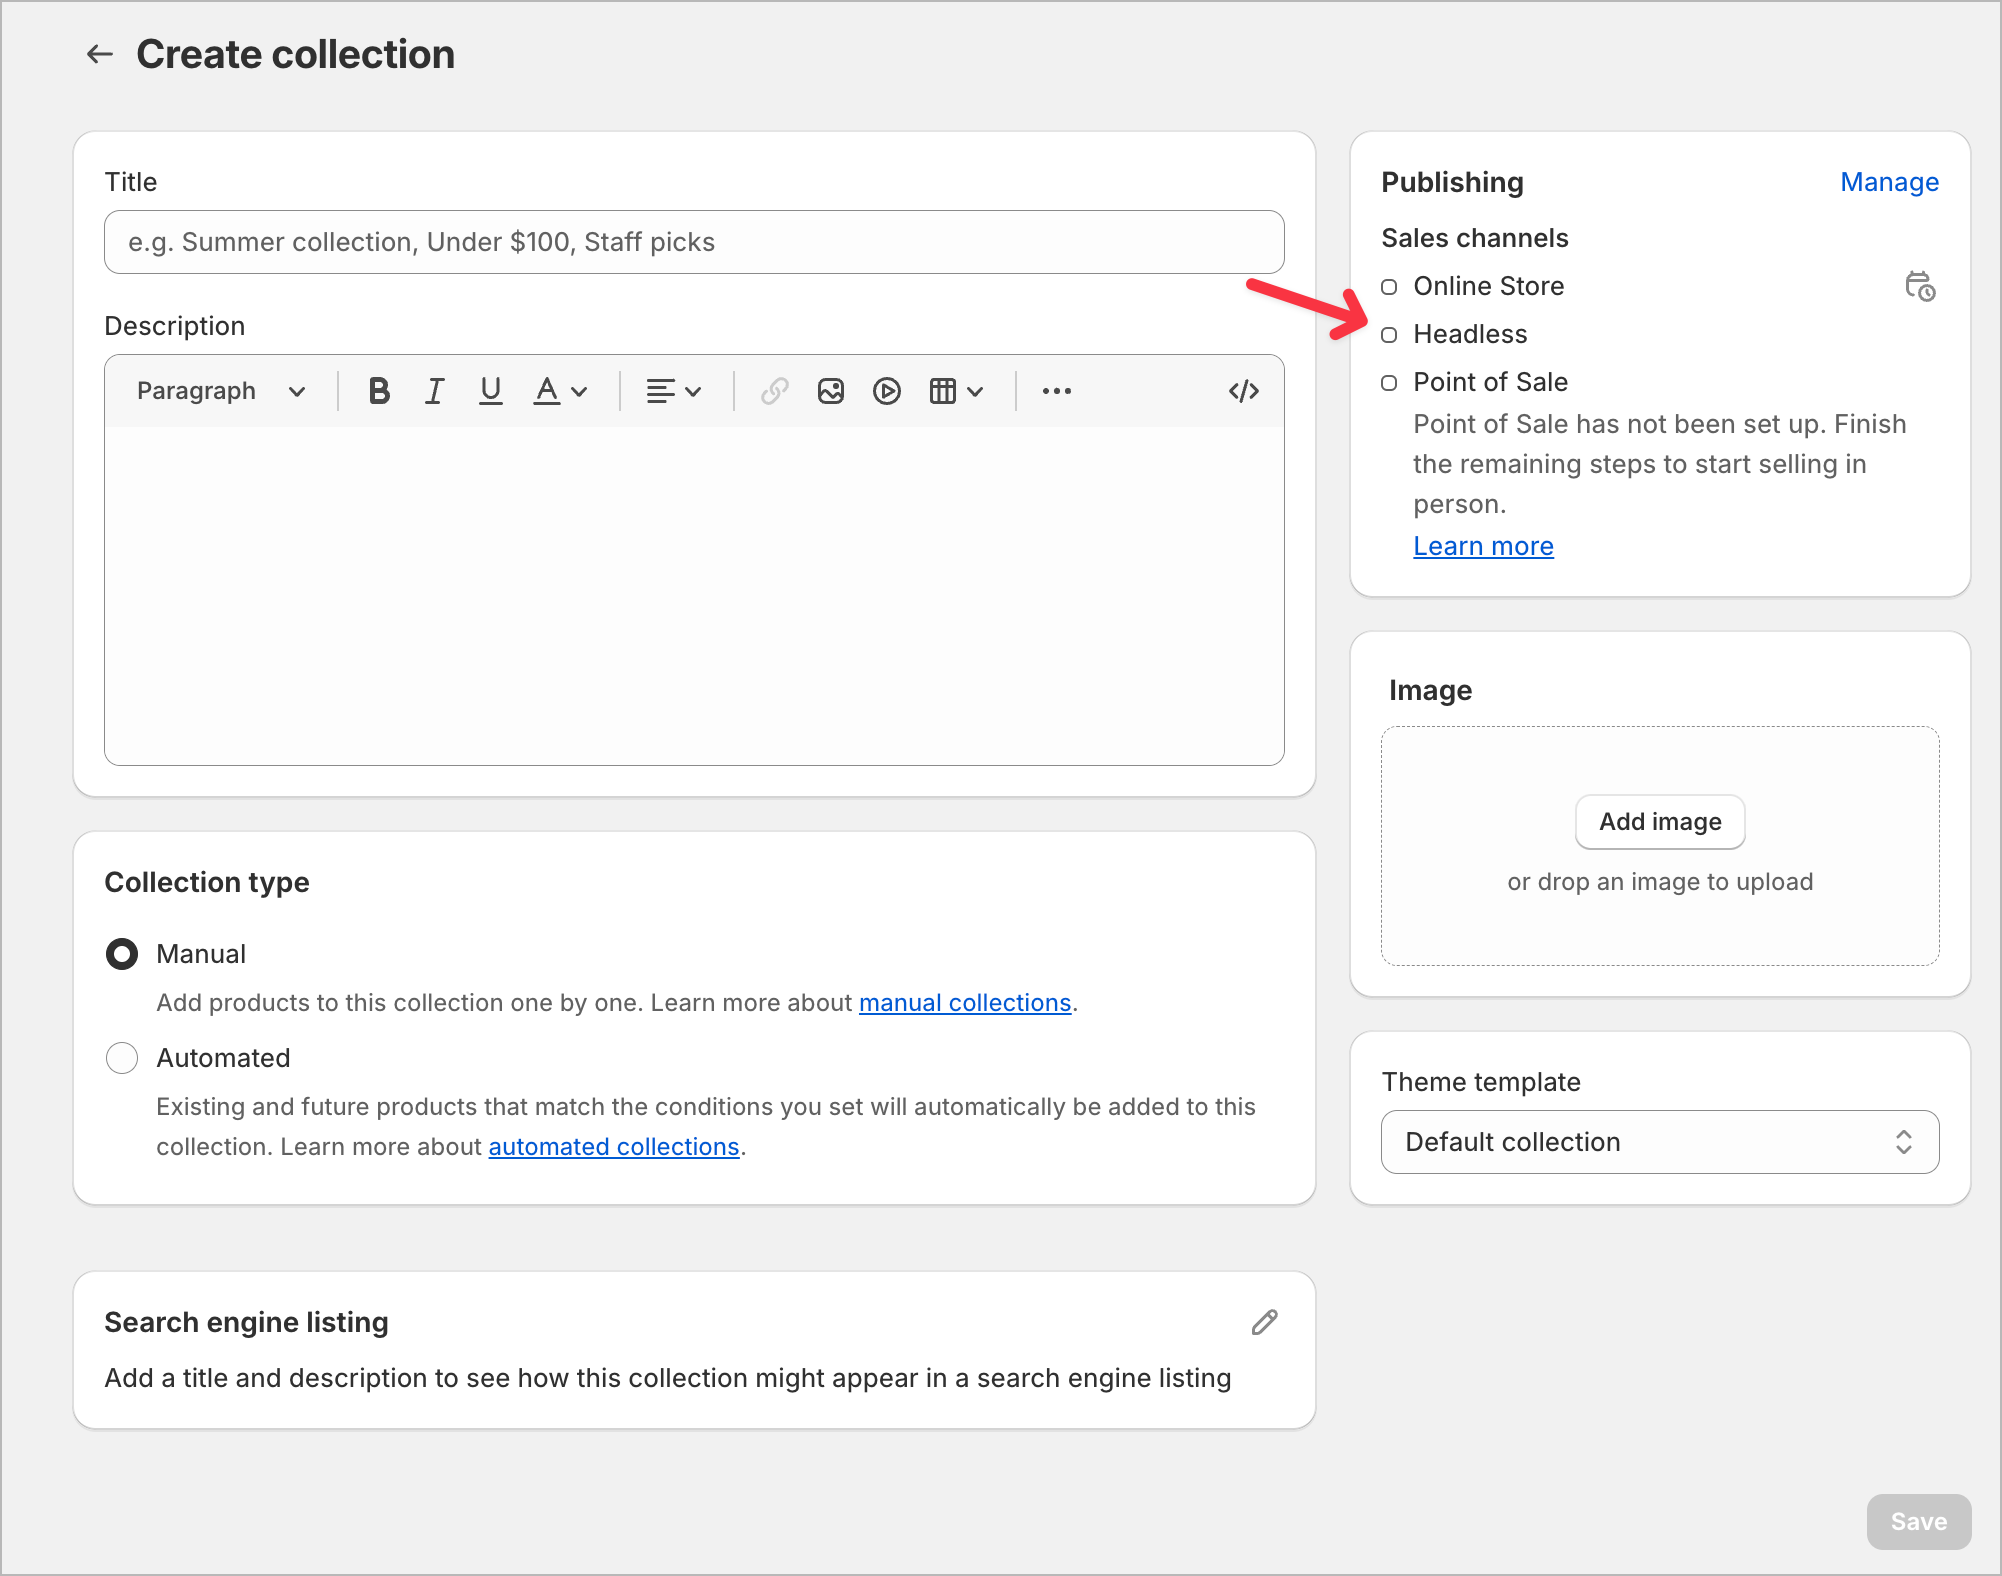 Create collection
Title
e.g. Summer collection, Under $100, Staff picks
Description
Paragraph
Collection type
Manual
Add products to this collection one by one. Learn more about manual collections.
Automated
Existing and future products that match the conditions you set will automatically be added to this
collection. Learn more about automated collections.
Search engine listing
Add a title and description to see how this collection might appear in a search engine listing
Publishing
Manage
Sales channels
Online Store
Headless
Point of Sale
Point of Sale has not been set up. Finish
the remaining steps to start selling in
person.
Learn more
Image
Add image
or drop an image to upload
Theme template
Default collection
Save